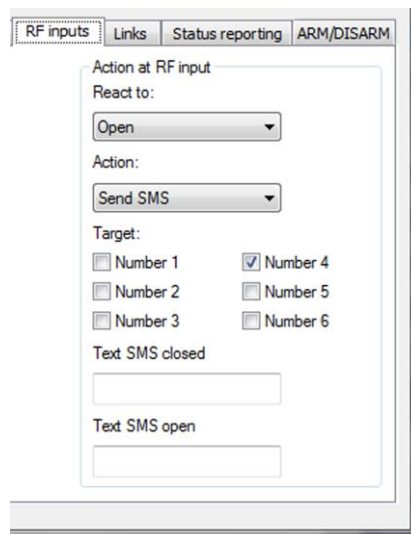 RF inputs Links Status reporting ARM/DISARM
Action at RF input
React to:
Open
Action:
Send SMS
Target:
Number 1 Number 4
Number 2 Number 5
Number 3 Number 6
Text SMS closed
Text SMS open